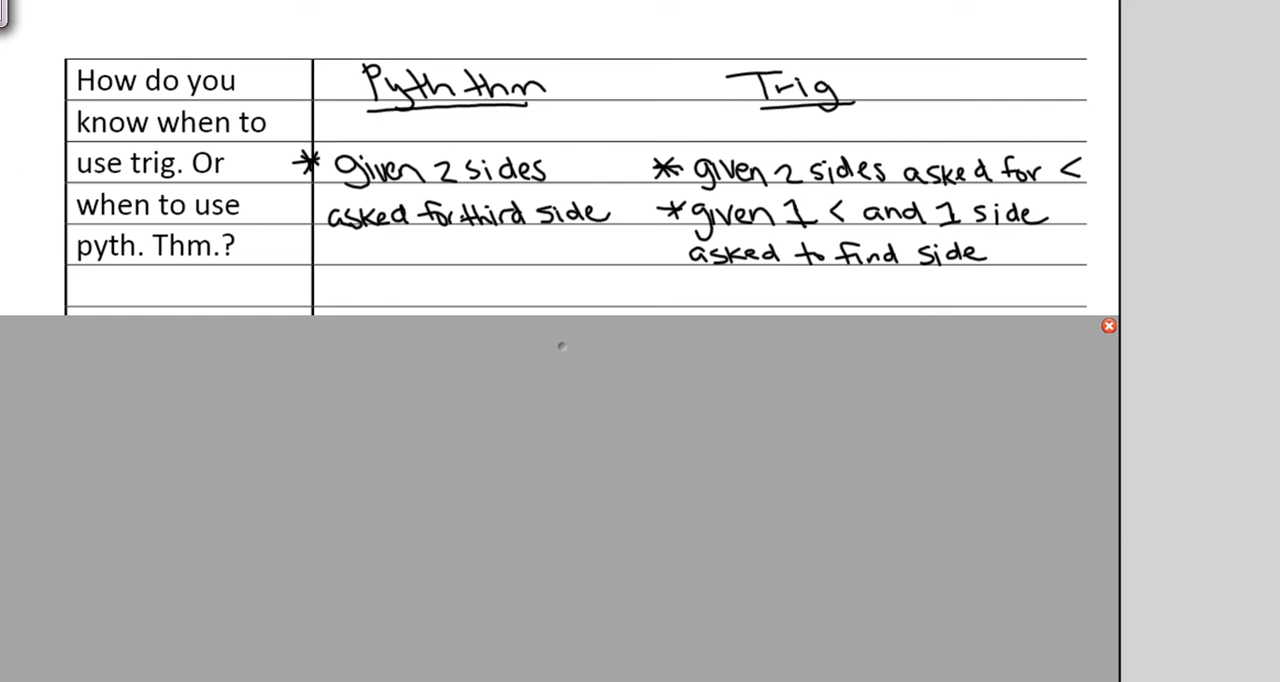 How do you
know when to
use trig. Or
when to use
pyth. Thm.?
Pyth thm
* given 2 sides
asked for third side
Trig
* given 2 sides asked for <
* given 1 < and 1 side
asked to find side